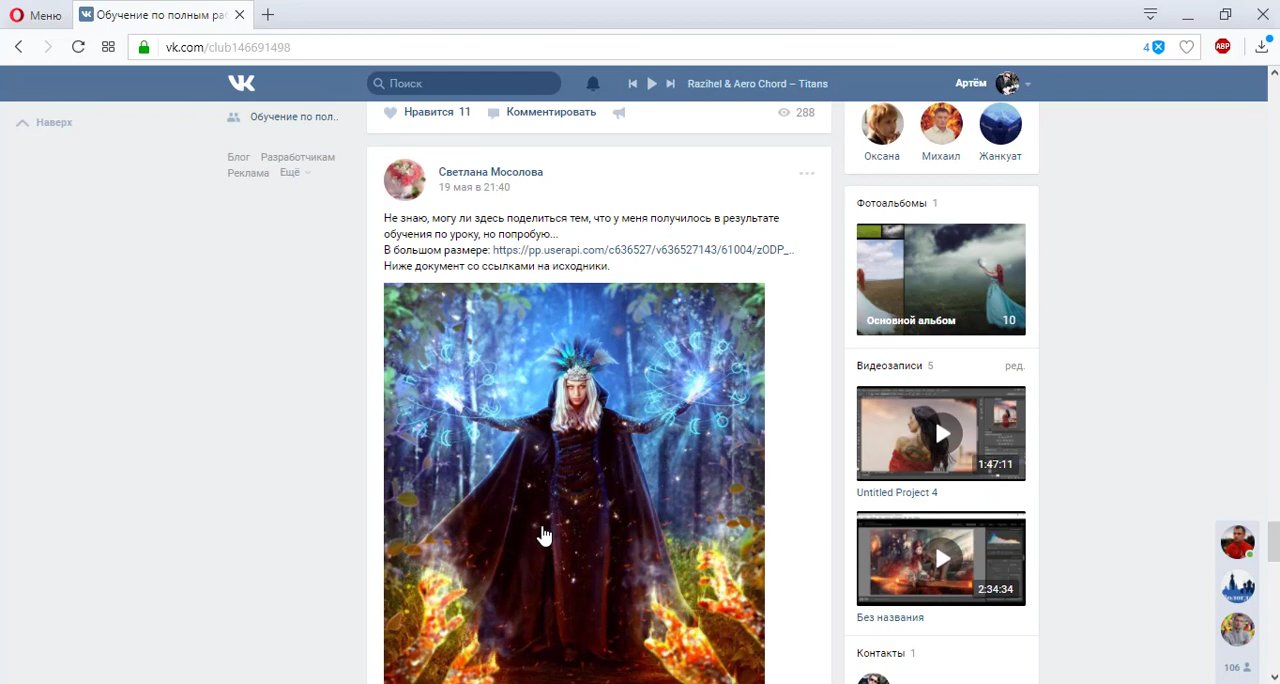 Меню
Обучение по полным ра
vk.com/club146691498
4
ABP
Поиск
Razihel & Aero Chord – Titans
Артём
Наверх
Обучение по пол..
Блог Разработчикам
Реклама Ещё
Нравится 11
Комментировать
288
Светлана Мосолова
19 мая в 21:40
Не знаю, могу ли здесь поделиться тем, что у меня получилось в результате
обучения по уроку, но попробую...
В большом размере: https://pp.userapi.com/c636527/v636527143/61004/zODP_..
Ниже документ со ссылками на исходники.
Оксана
Михаил
Жанкуат
Фотоальбомы 1
Основной альбом 10
Видеозаписи 5
ред.
1:47:11
Untitled Project 4
2:34:34
Без названия
Контакты 1
106